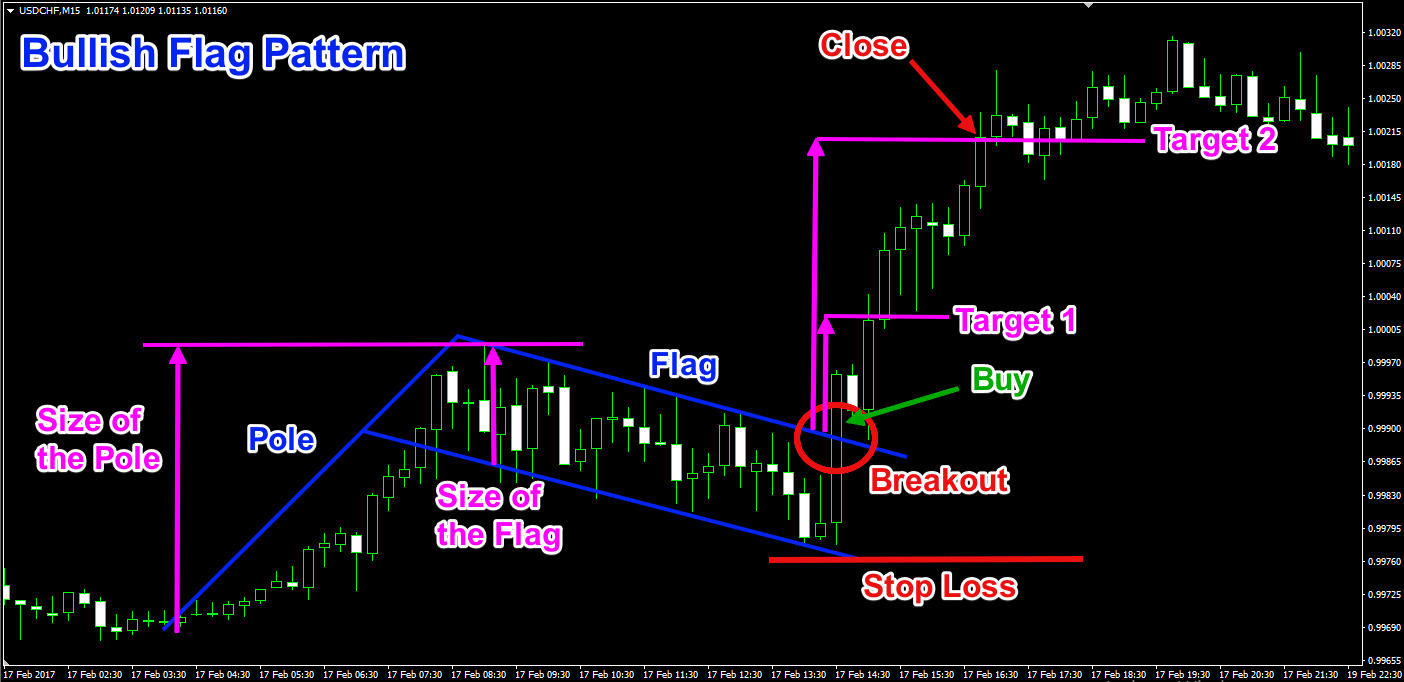 USDCHF,M15 1.01174 1.01209 1.01135 1.01160
Bullish Flag Pattern
Close
Target 2
Target 1
Flag
Buy
Size of
the Pole
Pole
Breakout
Size of
the Flag
Stop Loss
1.00320
1.00285
1.00250
1.00215
1.00180
1.00145
1.00110
1.00075
1.00040
1.00005
0.99970
0.99935
0.99900
0.99865
0.99830
0.99795
0.99760
0.99725
0.99690
0.99655
17 Feb 2017 17 Feb 02:30 17 Feb 03:30 17 Feb 04:30 17 Feb 05:30 17 Feb 06:30 17 Feb 07:30 17 Feb 08:30 17 Feb 09:30 17 Feb 10:30 17 Feb 11:30 17 Feb 12:30 17 Feb 13:30 17 Feb 14:30 17 Feb 15:30 17 Feb 16:30 17 Feb 17:30 17 Feb 18:30 17 Feb 19:30 17 Feb 20:30 17 Feb 21:30 19 Feb 22:30